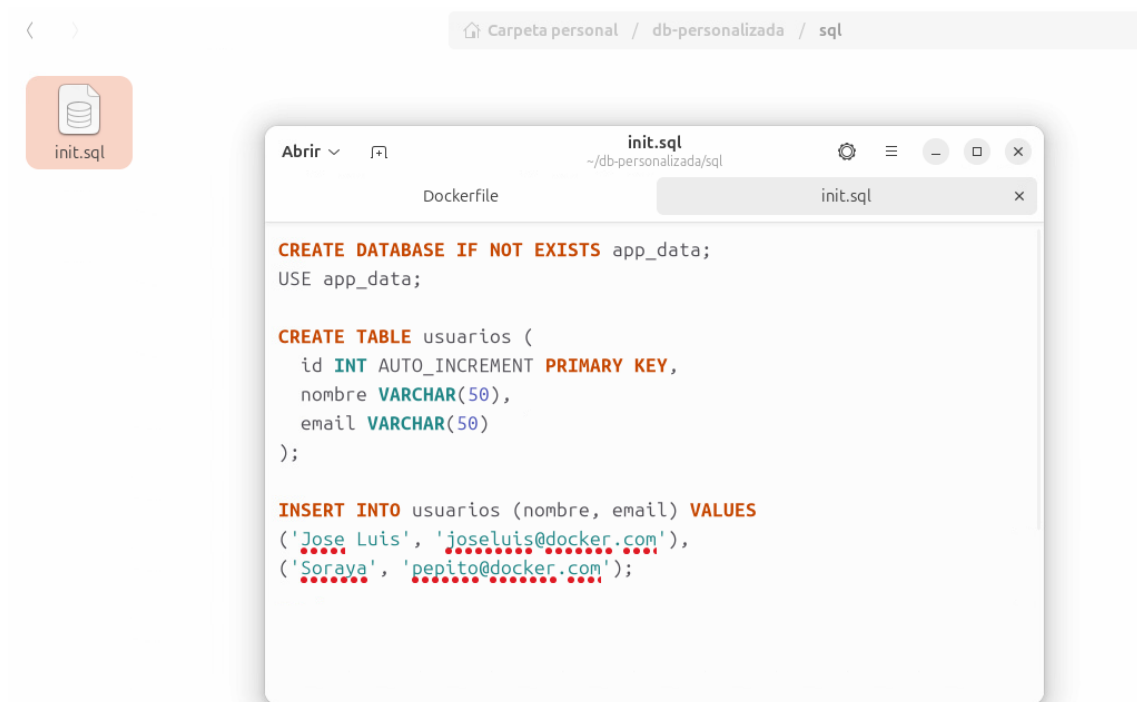 Carpeta personal / db-personalizada / sql
init.sql
Abrir
init.sql
~/db-personalizada/sql
Dockerfile
init.sql
CREATE DATABASE IF NOT EXISTS app_data;
USE app_data;
CREATE TABLE usuarios (
id INT AUTO_INCREMENT PRIMARY KEY,
nombre VARCHAR(50),
email VARCHAR(50)
);
INSERT INTO usuarios (nombre, email) VALUES
('Jose Luis', 'joseluis@docker.com'),
('Soraya', 'pepito@docker.com');